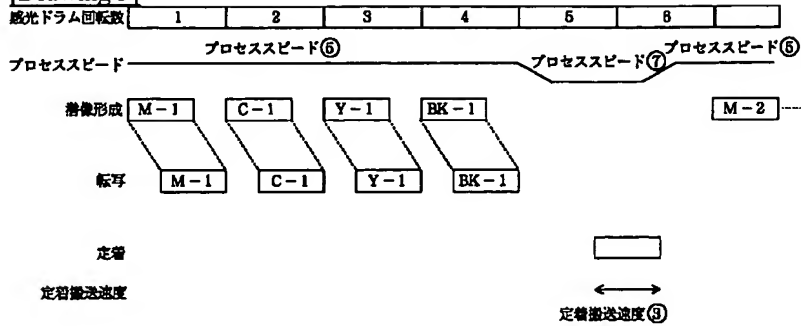 感光ドラム回転数 1 2 3 4 5 6
プロセススピード⑤ プロセススピード⑦ プロセススピード⑤
プロセススピード
潜像形成 M-1 C-1 Y-1 BK-1 M-2
転写 M-1 C-1 Y-1 BK-1
定着
定着搬送速度
定着搬送速度③